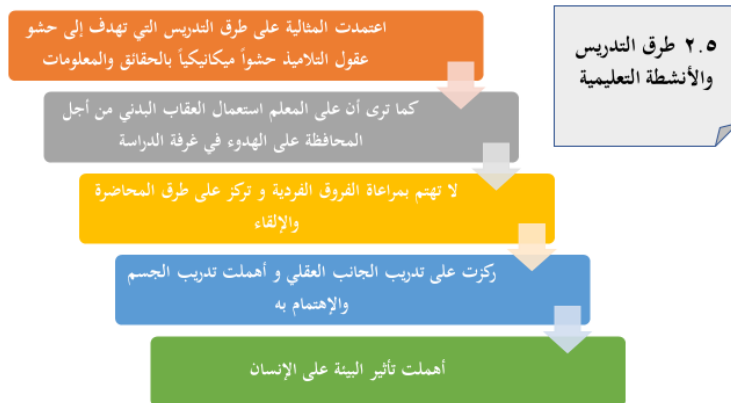 ٢.٥ طرق التدريس
والأنشطة التعليمية
اعتمدت المثالية على طرق التدريس التي تهدف إلى حشو
عقول التلاميذ حشواً ميكانيكياً بالحقائق والمعلومات
كما ترى أن على المعلم استعمال العقاب البدني من أجل
المحافظة على الهدوء في غرفة الدراسة
لا تهتم بمراعاة الفروق الفردية و تركز على طرق المحاضرة
والإلقاء
ركزت على تدريب الجانب العقلي و أهملت تدريب الجسم
والإهتمام به
أهملت تأثير البيئة على الإنسان